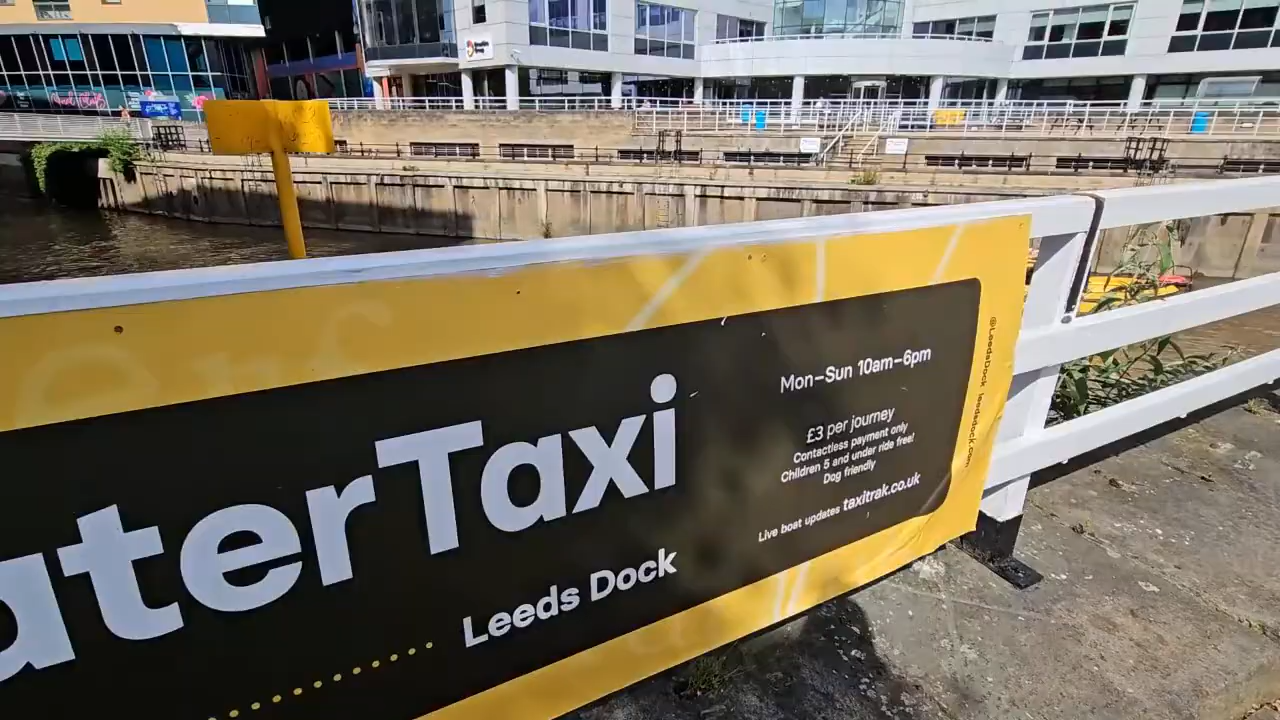 aterTaxi
Leeds Dock
Mon–Sun 10am–6pm
£3 per journey
Contactless payment only
Children 5 and under ride free!
Dog friendly
Live boat updates taxitrak.co.uk
@LeedsDock leedsdock.com